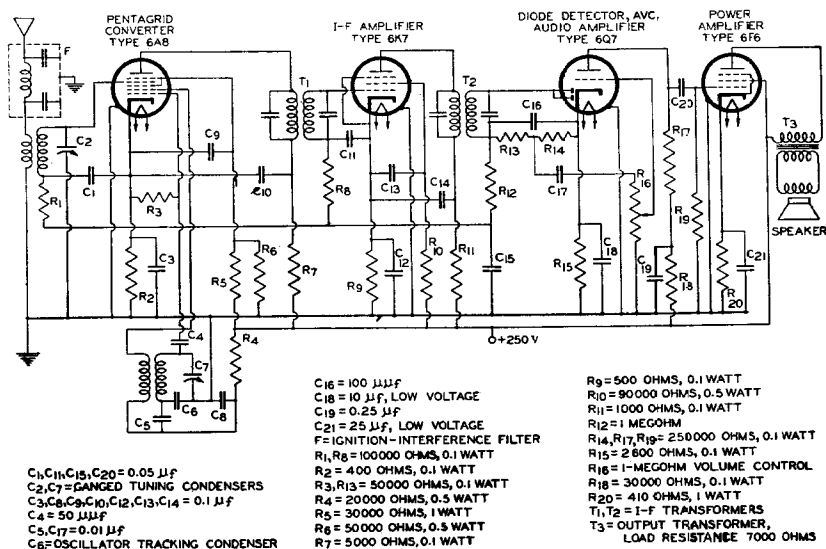 PENTAGRID
CONVERTER
TYPE 6A8
I-F AMPLIFIER
TYPE 6K7
DIODE DETECTOR, AVC,
AUDIO AMPLIFIER
TYPE 6Q7
POWER
AMPLIFIER
TYPE 6F6
F
T1
T2
T3
C2
C9
C1
C10
C11
C13
C14
C16
C17
C20
R1
R3
R8
R13
R14
R12
R16
R17
R19
SPEAKER
C3
R2
R5
R6
R7
R9
C12
R10
R11
C15
R15
C18
C19
R18
R20
C21
C4
R4
C7
C6
C8
C5
+250 V
C1,C11,C15,C20=0.05 µf
C2,C7=GANGED TUNING CONDENSERS
C3,C8,C9,C10,C12,C13,C14=0.1 µf
C4=50 µµf
C5,C17=0.01 µf
C6=OSCILLATOR TRACKING CONDENSER
C16=100 µµf
C18=10 µf, LOW VOLTAGE
C19=0.25 µf
C21=25 µf, LOW VOLTAGE
F=IGNITION-INTERFERENCE FILTER
R1,R8=100000 OHMS, 0.1 WATT
R2=400 OHMS, 0.1 WATT
R3,R13=50000 OHMS, 0.1 WATT
R4=20000 OHMS, 0.5 WATT
R5=30000 OHMS, 1 WATT
R6=50000 OHMS, 0.5 WATT
R7=5000 OHMS, 0.1 WATT
R9=500 OHMS, 0.1 WATT
R10=90000 OHMS, 0.5 WATT
R11=1000 OHMS, 0.1 WATT
R12=1 MEGOHM
R14,R17,R19=250000 OHMS, 0.1 WATT
R15=2600 OHMS, 0.1 WATT
R16=1-MEGOHM VOLUME CONTROL
R18=30000 OHMS, 0.1 WATT
R20=410 OHMS, 1 WATT
T1,T2=I-F TRANSFORMERS
T3=OUTPUT TRANSFORMER,
LOAD RESISTANCE 7000 OHMS